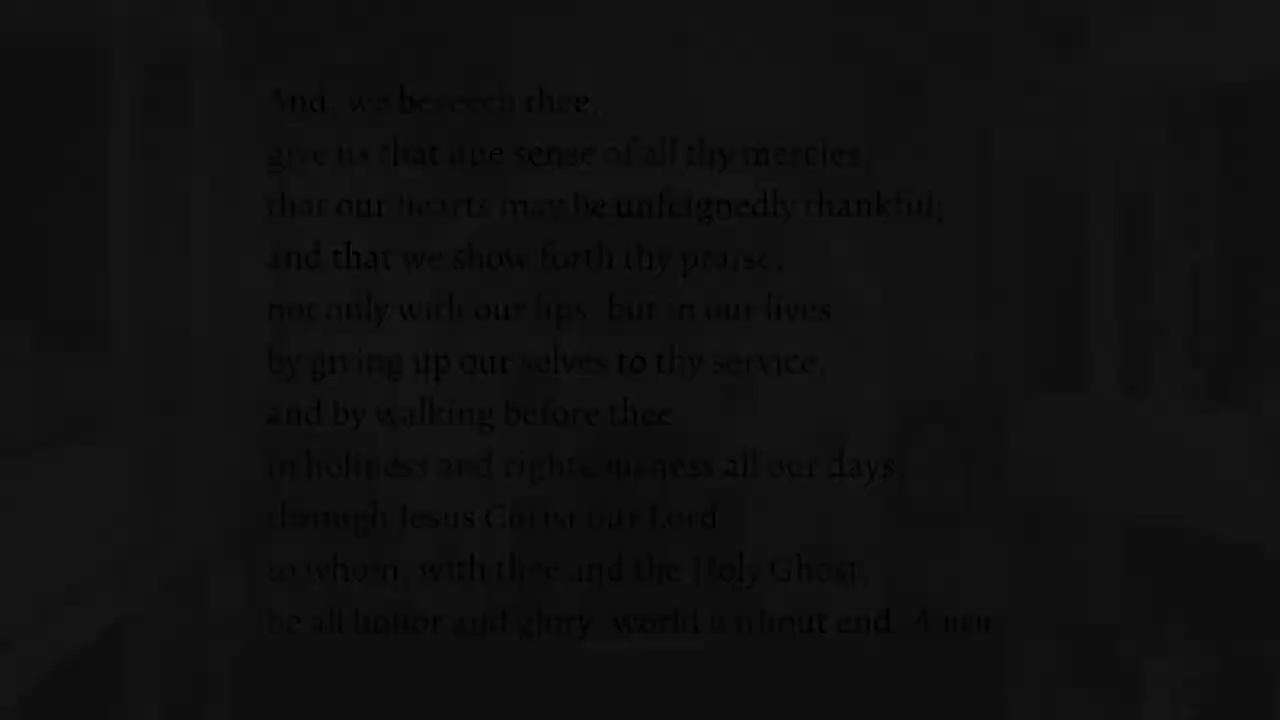 And, we beseech thee,
give us that due sense of all thy mercies,
that our hearts may be unfeignedly thankful;
and that we show forth thy praise,
not only with our lips, but in our lives
by giving up our selves to thy service,
and by walking before thee
in holiness and righteousness all our days;
through Jesus Christ our Lord
to whom, with thee and the Holy Ghost,
be all honor and glory, world without end. Amen